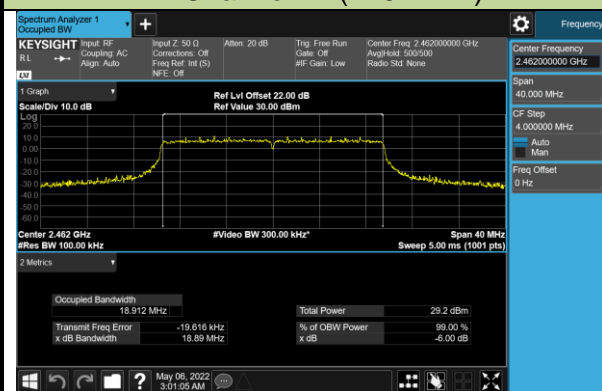 Spectrum Analyzer 1
Occupied BW
+
Frequency
KEYSIGHT
Input: RF
Coupling: AC
Align: Auto
Input Z: 50 Ω
Corrections: Off
Freq Ref: Int (S)
NFE: Off
Atten: 20 dB
Trig: Free Run
Gate: Off
#IF Gain: Low
Center Freq: 2.462000000 GHz
Avg|Hold: 500/500
Radio Std: None
RL
Center Frequency
2.462000000 GHz
Span
40.000 MHz
CF Step
4.000000 MHz
Auto
Man
Freq Offset
0 Hz
1 Graph
Scale/Div 10.0 dB
Ref Lvl Offset 22.00 dB
Ref Value 30.00 dBm
Log
20.0
10.0
0.00
-10.0
-20.0
-30.0
-40.0
-50.0
-60.0
Center 2.462 GHz
#Video BW 300.00 kHz*
Span 40 MHz
#Res BW 100.00 kHz
Sweep 5.00 ms (1001 pts)
2 Metrics
Occupied Bandwidth
18.912 MHz
Total Power 29.2 dBm
Transmit Freq Error -19.616 kHz
% of OBW Power 99.00 %
x dB Bandwidth 18.89 MHz
x dB -6.00 dB
?
May 06, 2022
3:01:05 AM